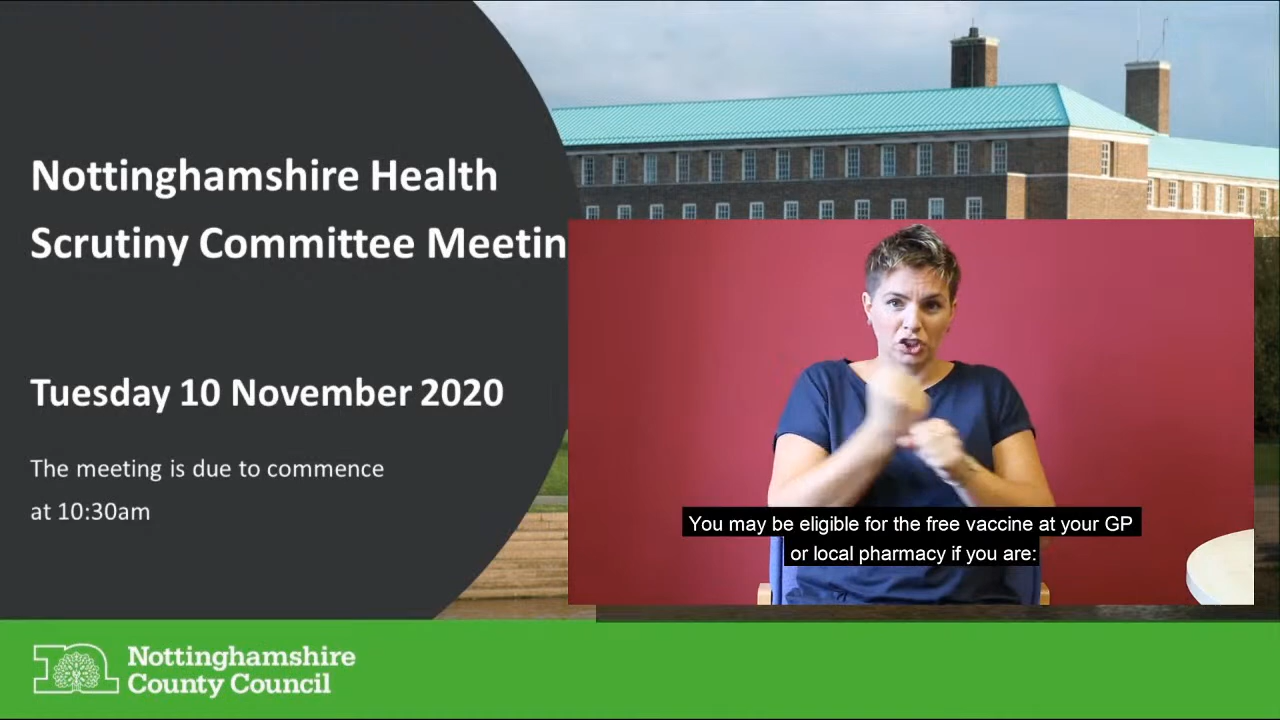 Nottinghamshire Health
Scrutiny Committee Meetin
Tuesday 10 November 2020
The meeting is due to commence
at 10:30am
You may be eligible for the free vaccine at your GP
or local pharmacy if you are:
Nottinghamshire
County Council